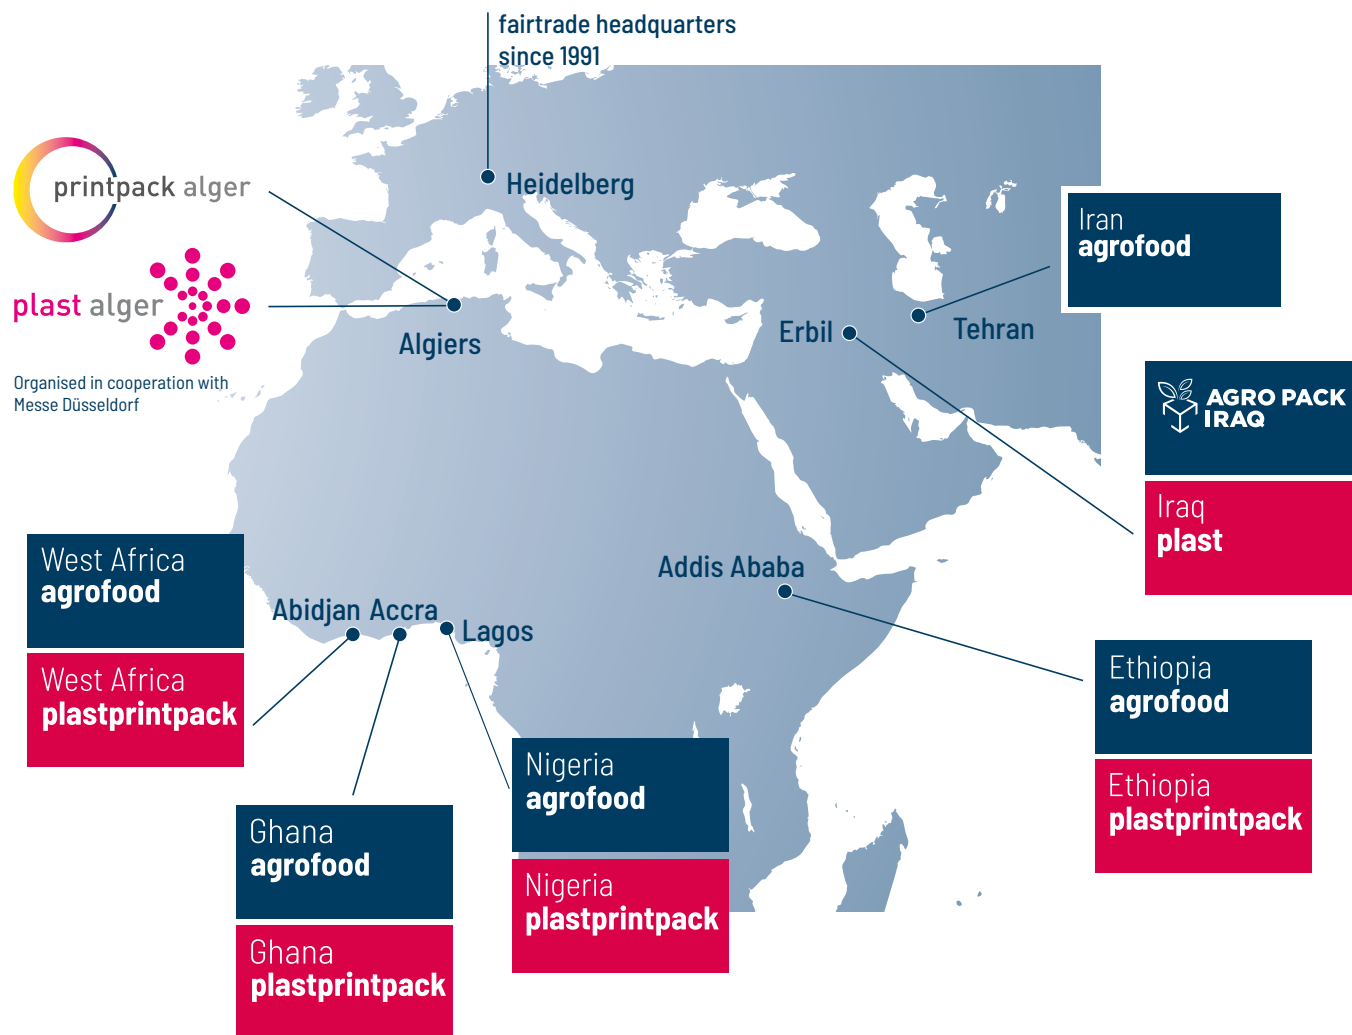 fairtrade headquarters
since 1991
Heidelberg
printpack alger
plast alger
Organised in cooperation with
Messe Düsseldorf
Algiers
Erbil
Tehran
Iran
agrofood
AGRO PACK
IRAQ
Iraq
plast
Addis Ababa
Abidjan
Accra
Lagos
West Africa
agrofood
West Africa
plastprintpack
Ethiopia
agrofood
Ethiopia
plastprintpack
Nigeria
agrofood
Nigeria
plastprintpack
Ghana
agrofood
Ghana
plastprintpack